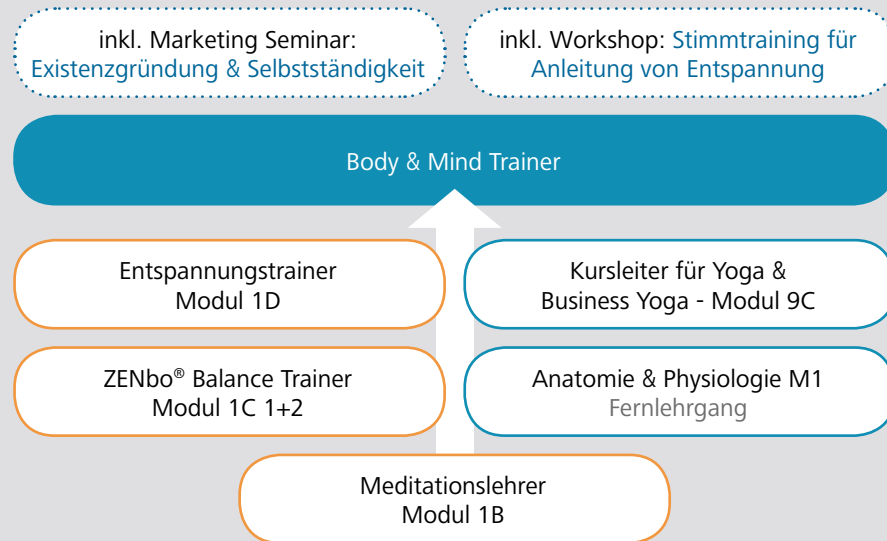 inkl. Marketing Seminar:
Existenzgründung & Selbstständigkeit
inkl. Workshop: Stimmtraining für
Anleitung von Entspannung
Body & Mind Trainer
Entspannungstrainer
Modul 1D
Kursleiter für Yoga &
Business Yoga - Modul 9C
ZENbo® Balance Trainer
Modul 1C 1+2
Anatomie & Physiologie M1
Fernlehrgang
Meditationslehrer
Modul 1B